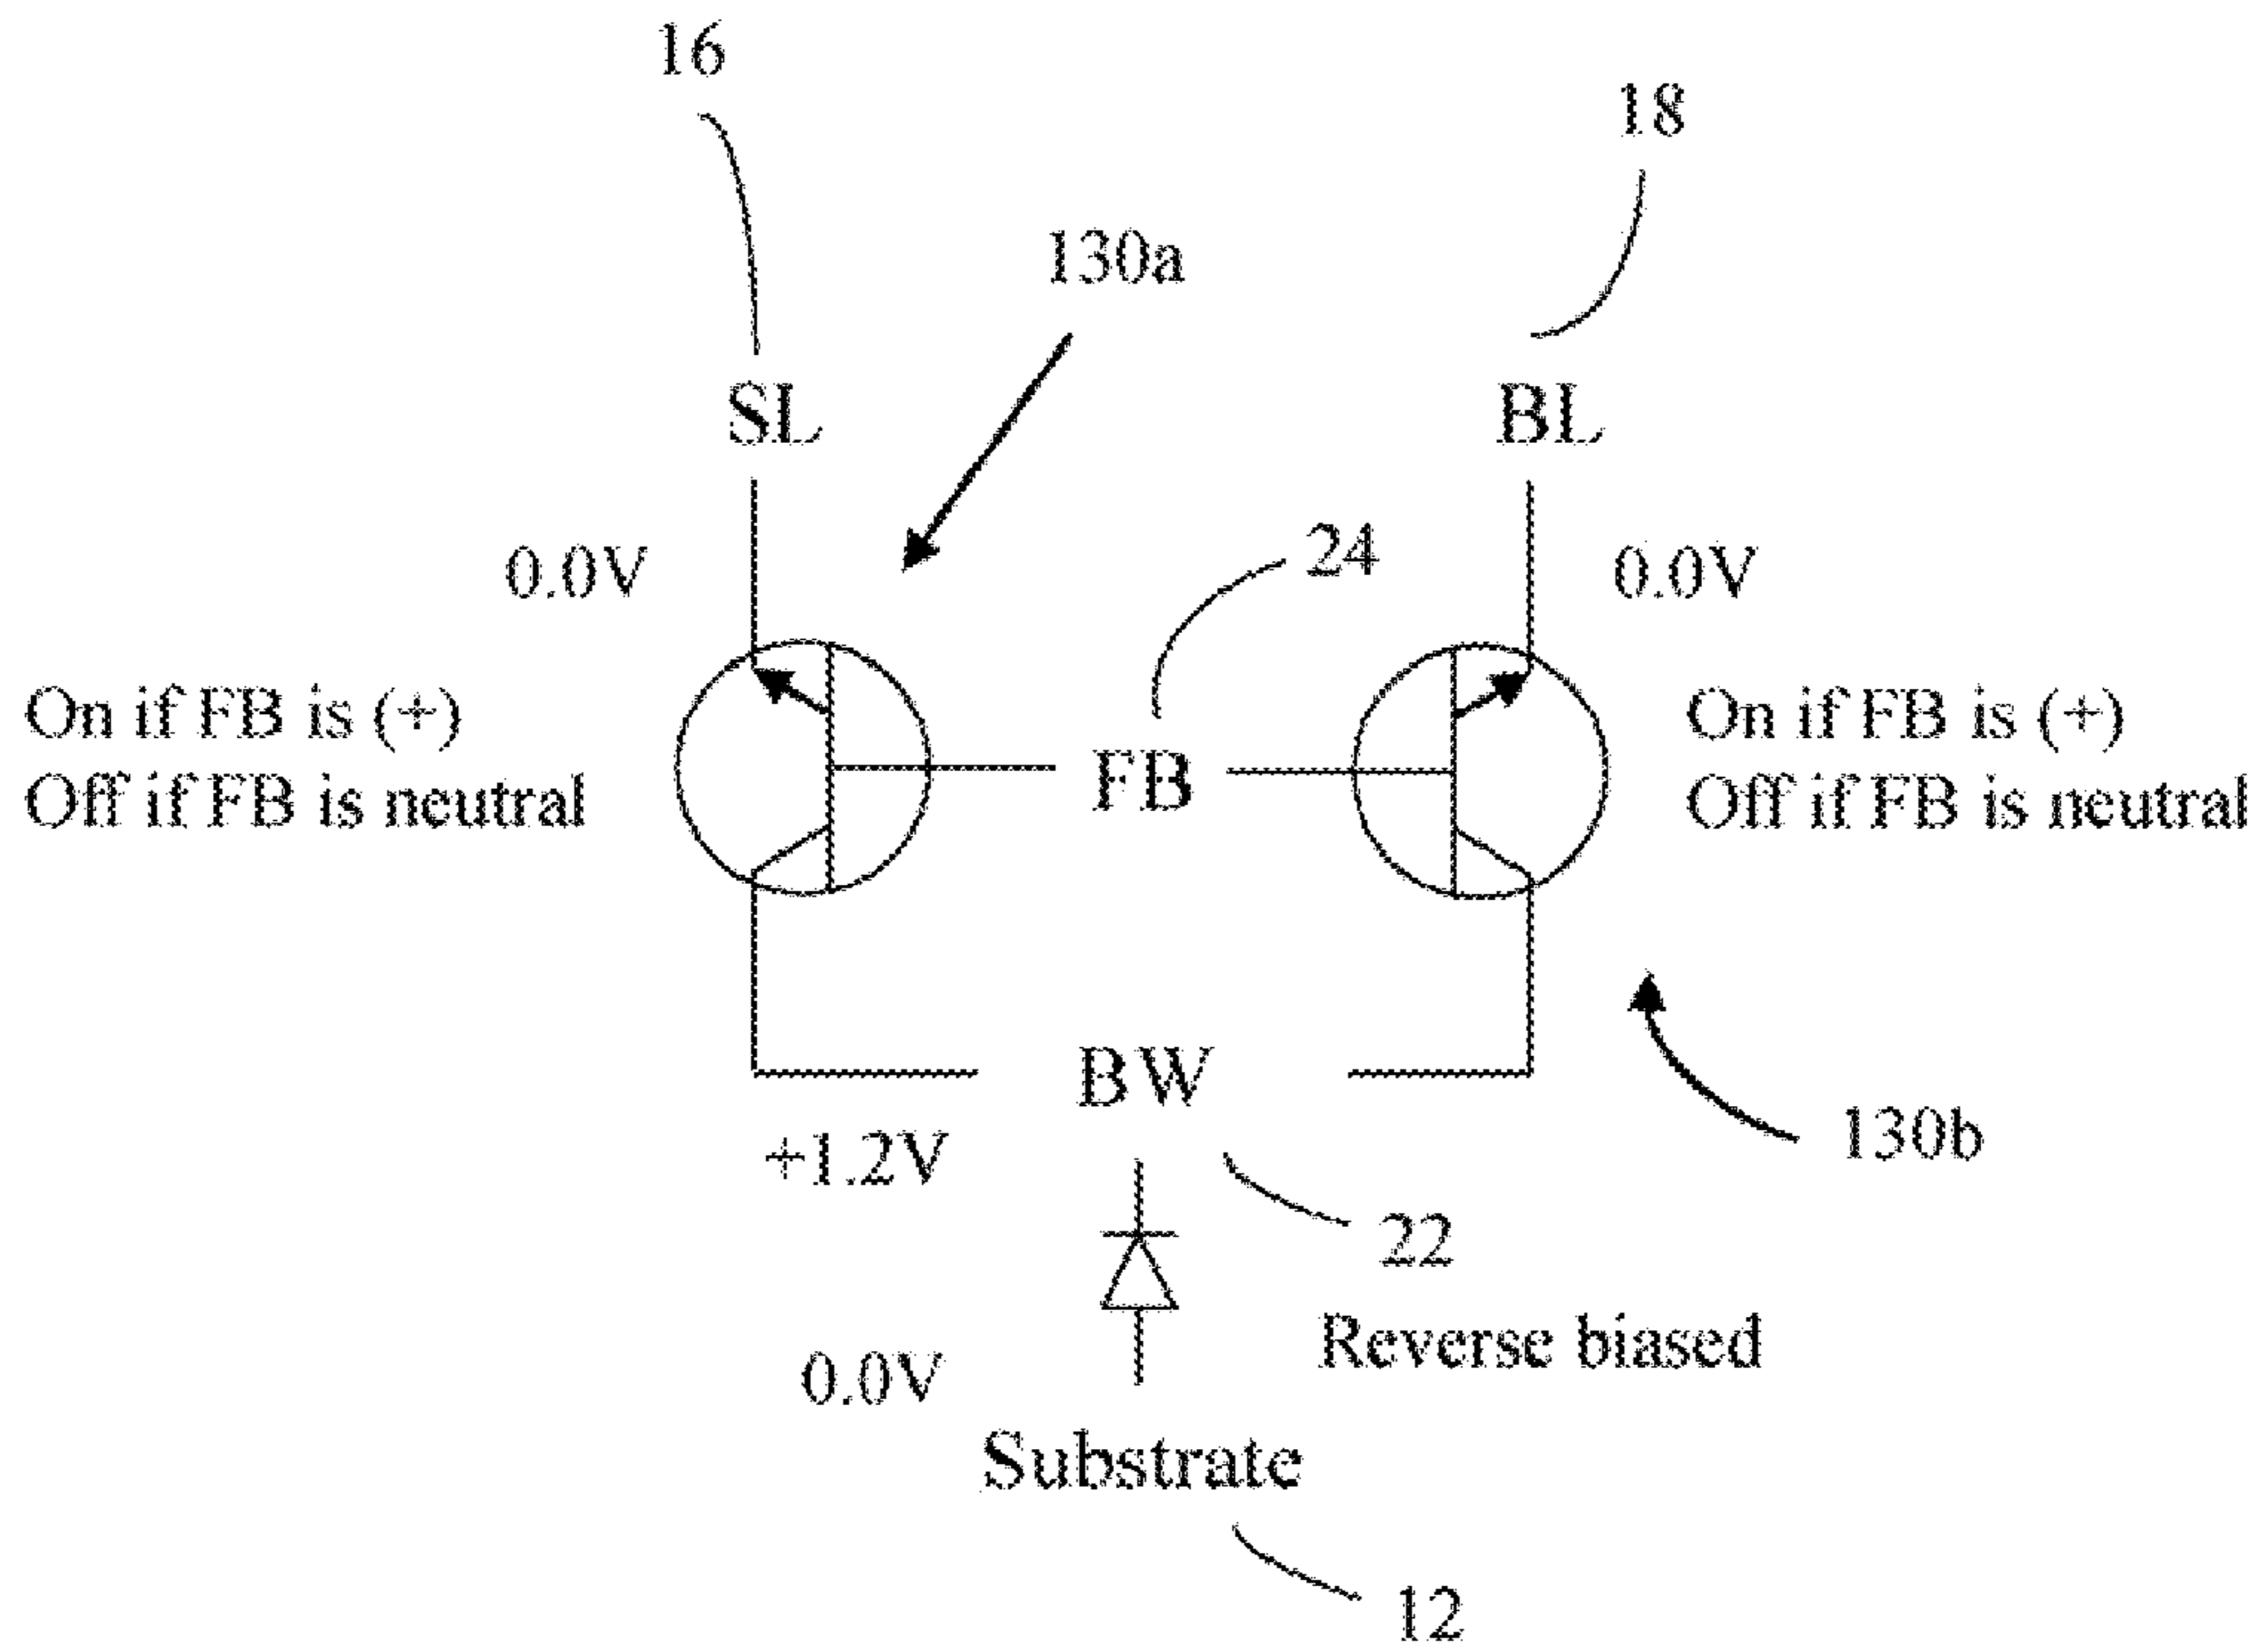 16
18
130a
SL
BL
0.0V
24
0.0V
On if FB is (+)
Off if FB is neutral
FB
On if FB is (+)
Off if FB is neutral
BW
+1.2V
130b
22
Reverse biased
0.0V
Substrate
12